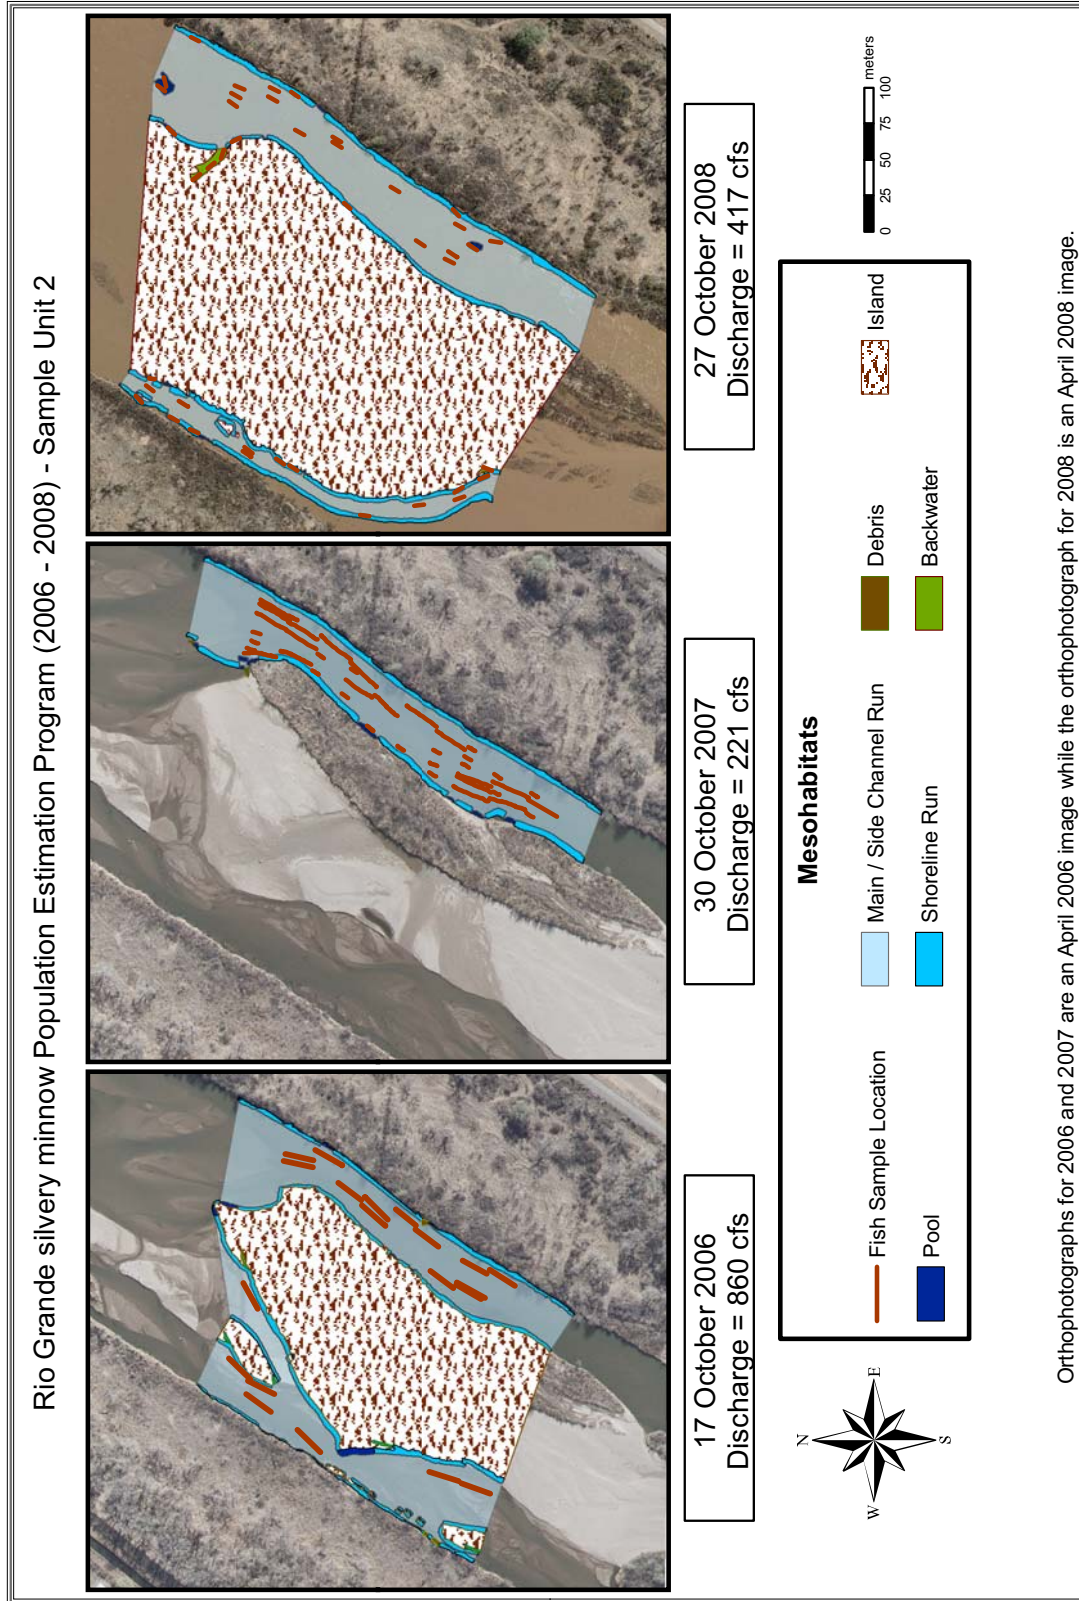 Rio Grande silvery minnow Population Estimation Program (2006 - 2008) - Sample Unit 2
17 October 2006
Discharge = 860 cfs
30 October 2007
Discharge = 221 cfs
27 October 2008
Discharge = 417 cfs
N
W
E
S
Mesohabitats
Fish Sample Location
Main / Side Channel Run
Debris
Island
Pool
Shoreline Run
Backwater
0 25 50 75 100
meters
Orthophotographs for 2006 and 2007 are an April 2006 image while the orthophotograph for 2008 is an April 2008 image.